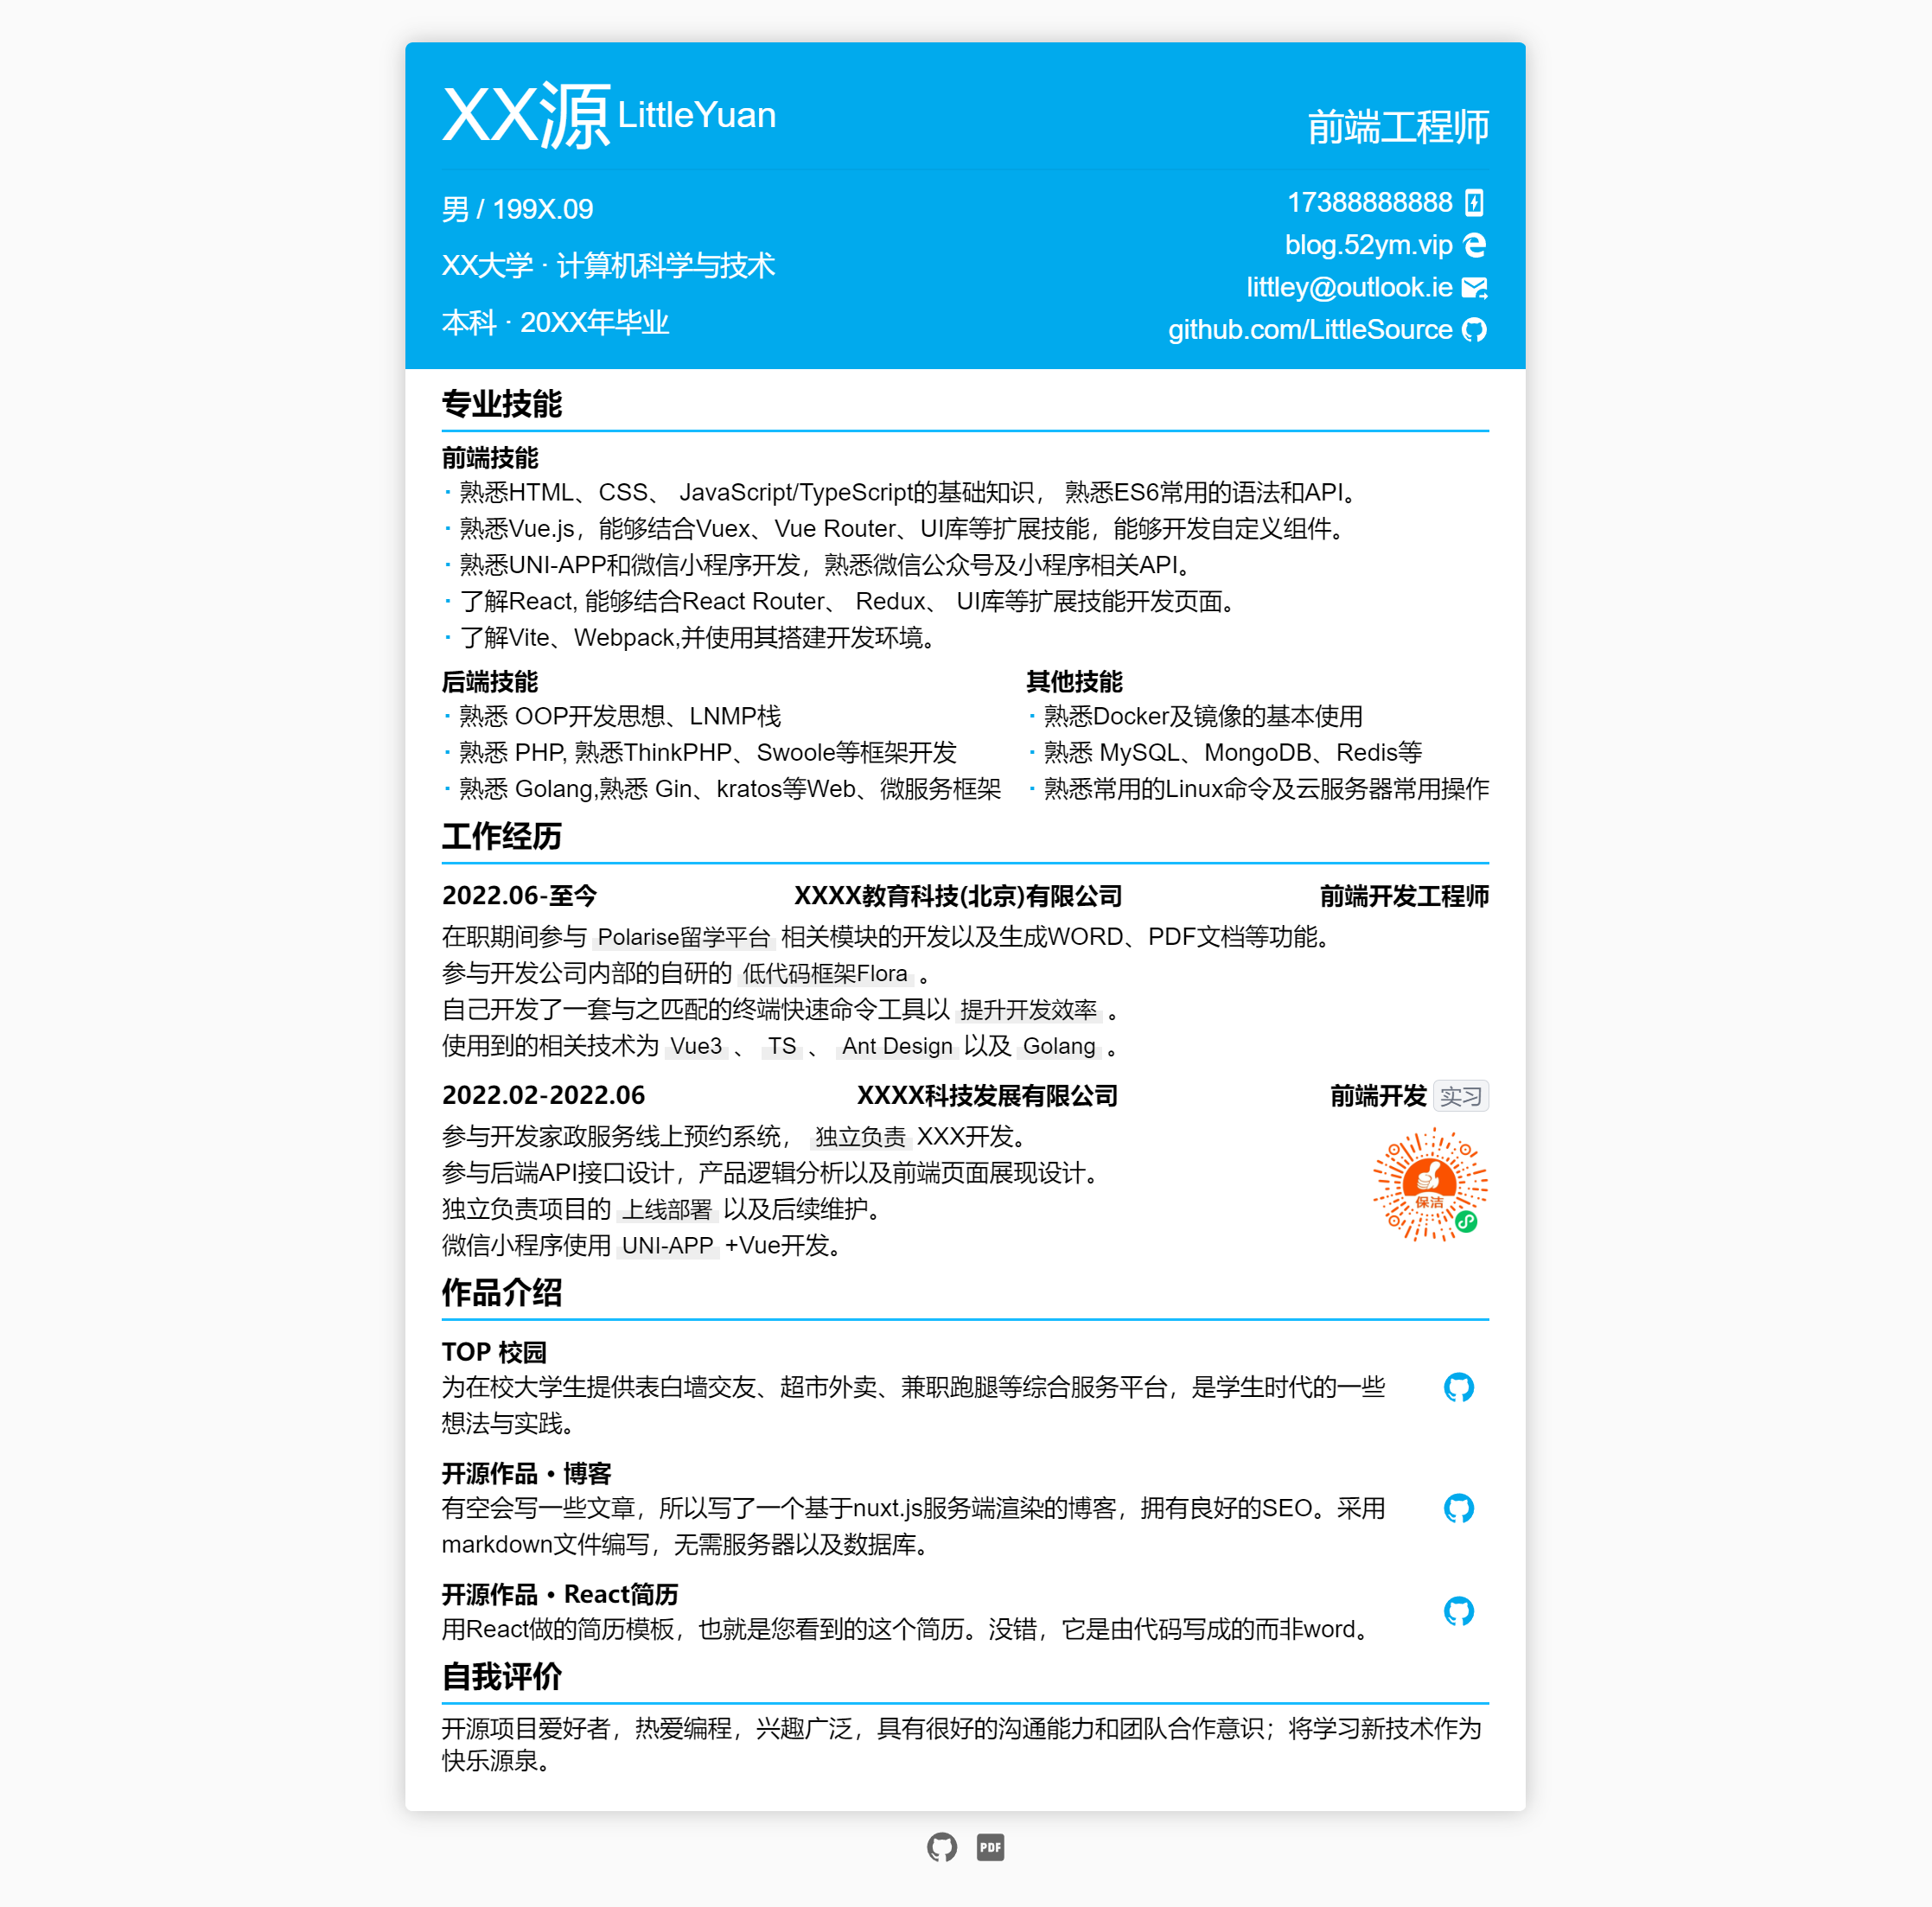 XX源 LittleYuan
前端工程师
男 / 199X.09
XX大学 · 计算机科学与技术
本科 · 20XX年毕业
17388888888
blog.52ym.vip
littley@outlook.ie
github.com/LittleSource
专业技能
前端技能
· 熟悉HTML、CSS、 JavaScript/TypeScript的基础知识， 熟悉ES6常用的语法和API。
· 熟悉Vue.js，能够结合Vuex、Vue Router、UI库等扩展技能，能够开发自定义组件。
· 熟悉UNI-APP和微信小程序开发，熟悉微信公众号及小程序相关API。
· 了解React, 能够结合React Router、 Redux、 UI库等扩展技能开发页面。
· 了解Vite、Webpack,并使用其搭建开发环境。
后端技能
· 熟悉 OOP开发思想、LNMP栈
· 熟悉 PHP, 熟悉ThinkPHP、Swoole等框架开发
· 熟悉 Golang,熟悉 Gin、kratos等Web、微服务框架
其他技能
· 熟悉Docker及镜像的基本使用
· 熟悉 MySQL、MongoDB、Redis等
· 熟悉常用的Linux命令及云服务器常用操作
工作经历
2022.06-至今 XXXX教育科技(北京)有限公司 前端开发工程师
在职期间参与 Polarise留学平台 相关模块的开发以及生成WORD、PDF文档等功能。
参与开发公司内部的自研的 低代码框架Flora 。
自己开发了一套与之匹配的终端快速命令工具以 提升开发效率 。
使用到的相关技术为 Vue3 、 TS 、 Ant Design 以及 Golang 。
2022.02-2022.06 XXXX科技发展有限公司 前端开发 实习
参与开发家政服务线上预约系统， 独立负责 XXX开发。
参与后端API接口设计，产品逻辑分析以及前端页面展现设计。
独立负责项目的 上线部署 以及后续维护。
微信小程序使用 UNI-APP +Vue开发。
保洁
作品介绍
TOP 校园
为在校大学生提供表白墙交友、超市外卖、兼职跑腿等综合服务平台，是学生时代的一些
想法与实践。
开源作品 • 博客
有空会写一些文章，所以写了一个基于nuxt.js服务端渲染的博客，拥有良好的SEO。采用
markdown文件编写，无需服务器以及数据库。
开源作品 • React简历
用React做的简历模板，也就是您看到的这个简历。没错，它是由代码写成的而非word。
自我评价
开源项目爱好者，热爱编程，兴趣广泛，具有很好的沟通能力和团队合作意识；将学习新技术作为
快乐源泉。
PDF